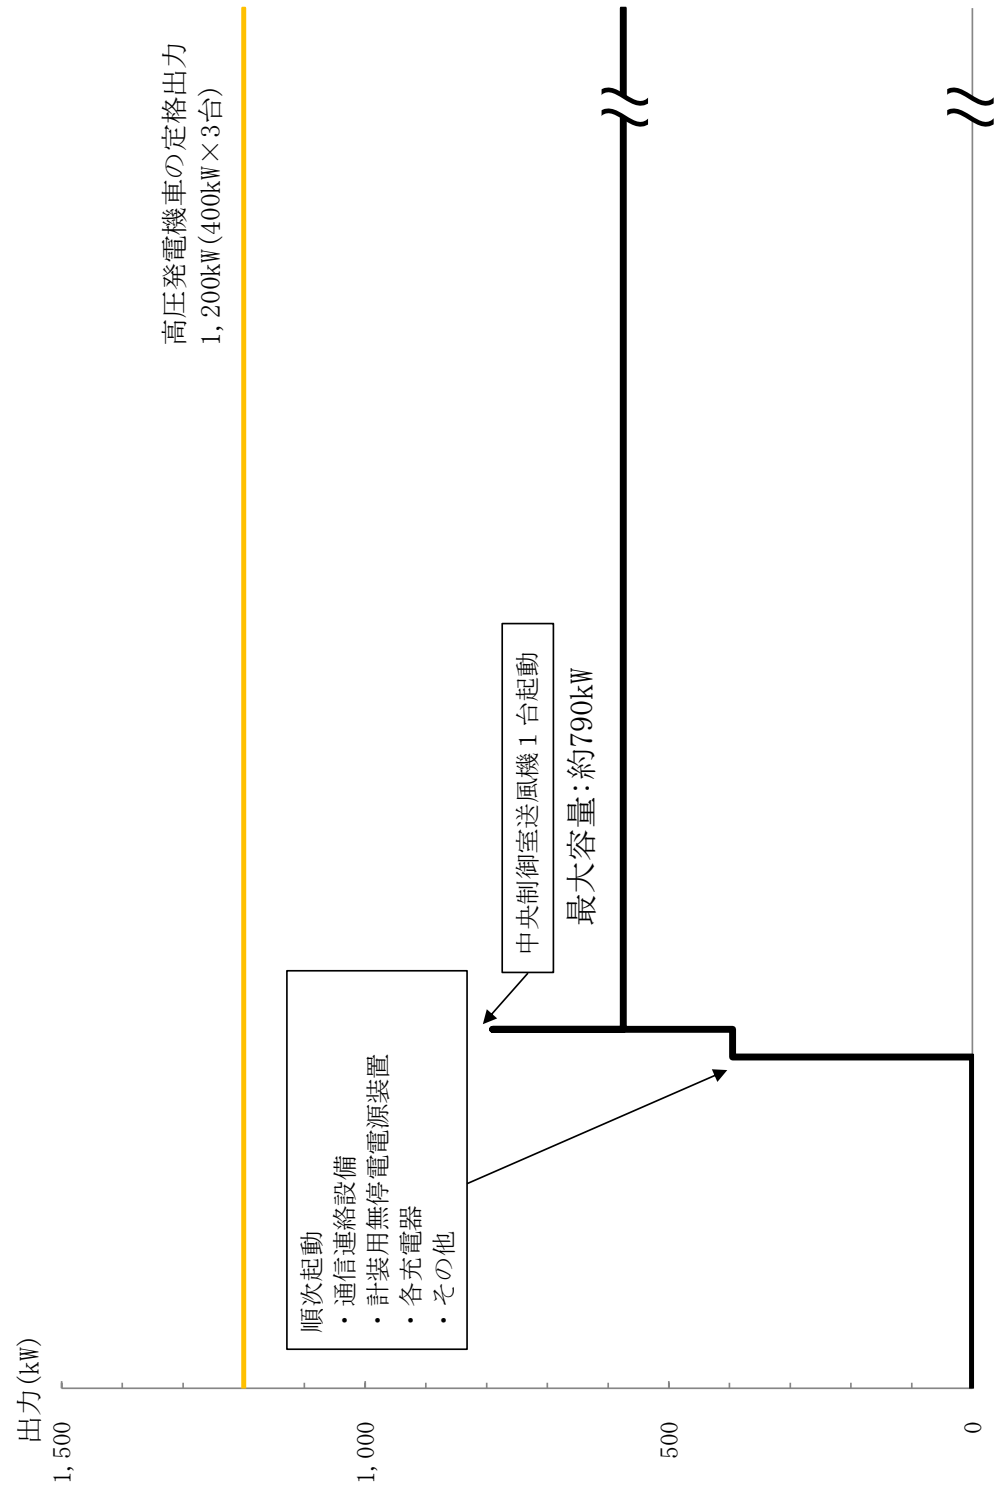 出力(kW)
1,500
1,000
500
0
高圧発電機車の定格出力
1,200kW(400kW×3台)
順次起動
・通信連絡設備
・計装用無停電電源装置
・各充電器
・その他
中央制御室送風機1台起動
最大容量:約790kW